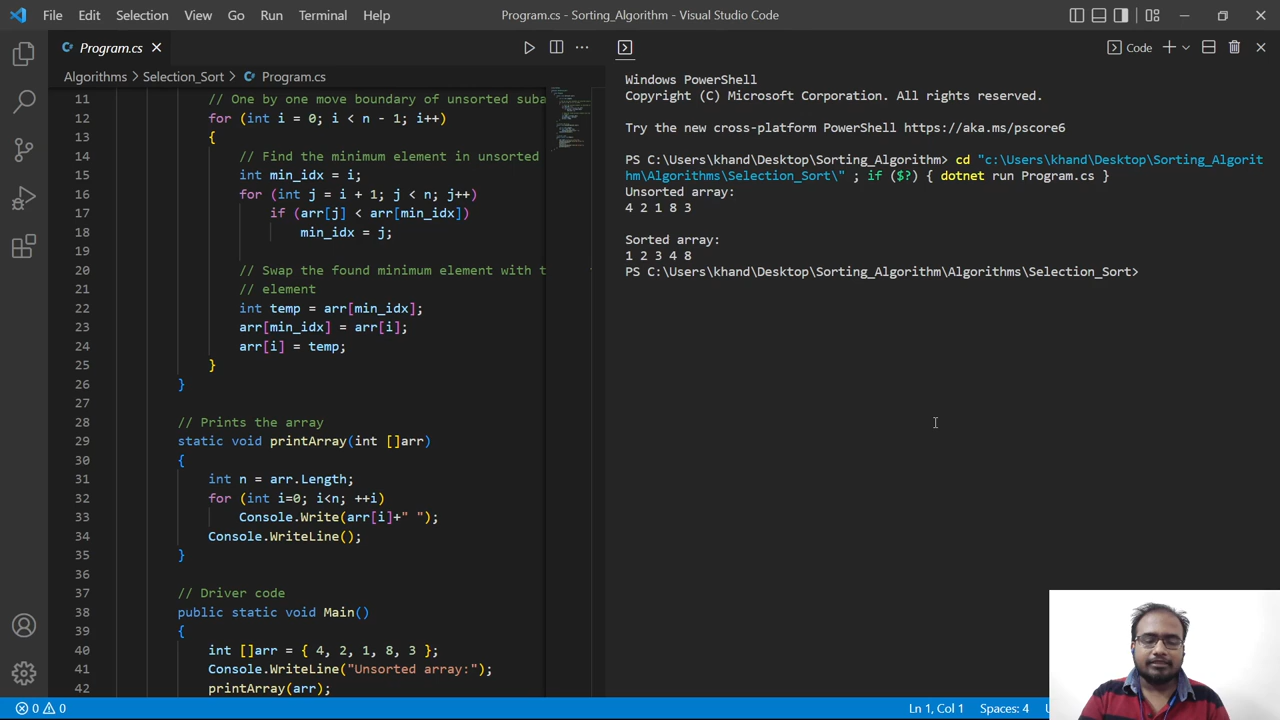 File Edit Selection View Go Run Terminal Help Program.cs - Sorting_Algorithm - Visual Studio Code
Program.cs
Algorithms > Selection_Sort > Program.cs
11 // One by one move boundary of unsorted suba
12 for (int i = 0; i < n - 1; i++)
13 {
14 // Find the minimum element in unsorted
15 int min_idx = i;
16 for (int j = i + 1; j < n; j++)
17 if (arr[j] < arr[min_idx])
18 min_idx = j;
19
20 // Swap the found minimum element with t
21 // element
22 int temp = arr[min_idx];
23 arr[min_idx] = arr[i];
24 arr[i] = temp;
25 }
26 }
27
28 // Prints the array
29 static void printArray(int []arr)
30 {
31 int n = arr.Length;
32 for (int i=0; i<n; ++i)
33 Console.Write(arr[i]+" ");
34 Console.WriteLine();
35 }
36
37 // Driver code
38 public static void Main()
39 {
40 int []arr = { 4, 2, 1, 8, 3 };
41 Console.WriteLine("Unsorted array:");
42 printArray(arr);
Code
Windows PowerShell
Copyright (C) Microsoft Corporation. All rights reserved.
Try the new cross-platform PowerShell https://aka.ms/pscore6
PS C:\Users\khand\Desktop\Sorting_Algorithm> cd "c:\Users\khand\Desktop\Sorting_Algorit
hm\Algorithms\Selection_Sort\" ; if ($?) { dotnet run Program.cs }
Unsorted array:
4 2 1 8 3
Sorted array:
1 2 3 4 8
PS C:\Users\khand\Desktop\Sorting_Algorithm\Algorithms\Selection_Sort>
0 0 Ln 1, Col 1 Spaces: 4